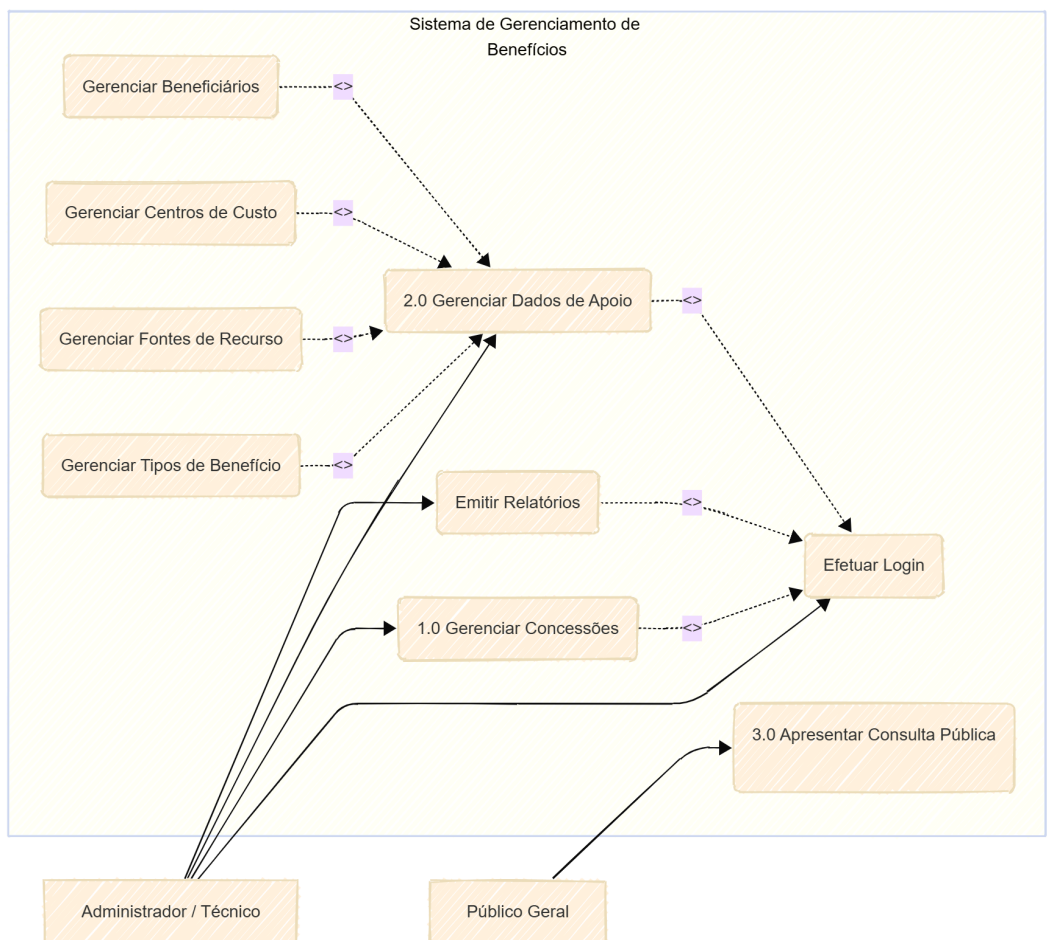 Sistema de Gerenciamento de
Benefícios
Gerenciar Beneficiários
<>
Gerenciar Centros de Custo
<>
2.0 Gerenciar Dados de Apoio
<>
Gerenciar Fontes de Recurso
<>
Gerenciar Tipos de Benefício
<>
Emitir Relatórios
<>
Efetuar Login
1.0 Gerenciar Concessões
<>
3.0 Apresentar Consulta Pública
Administrador / Técnico
Público Geral